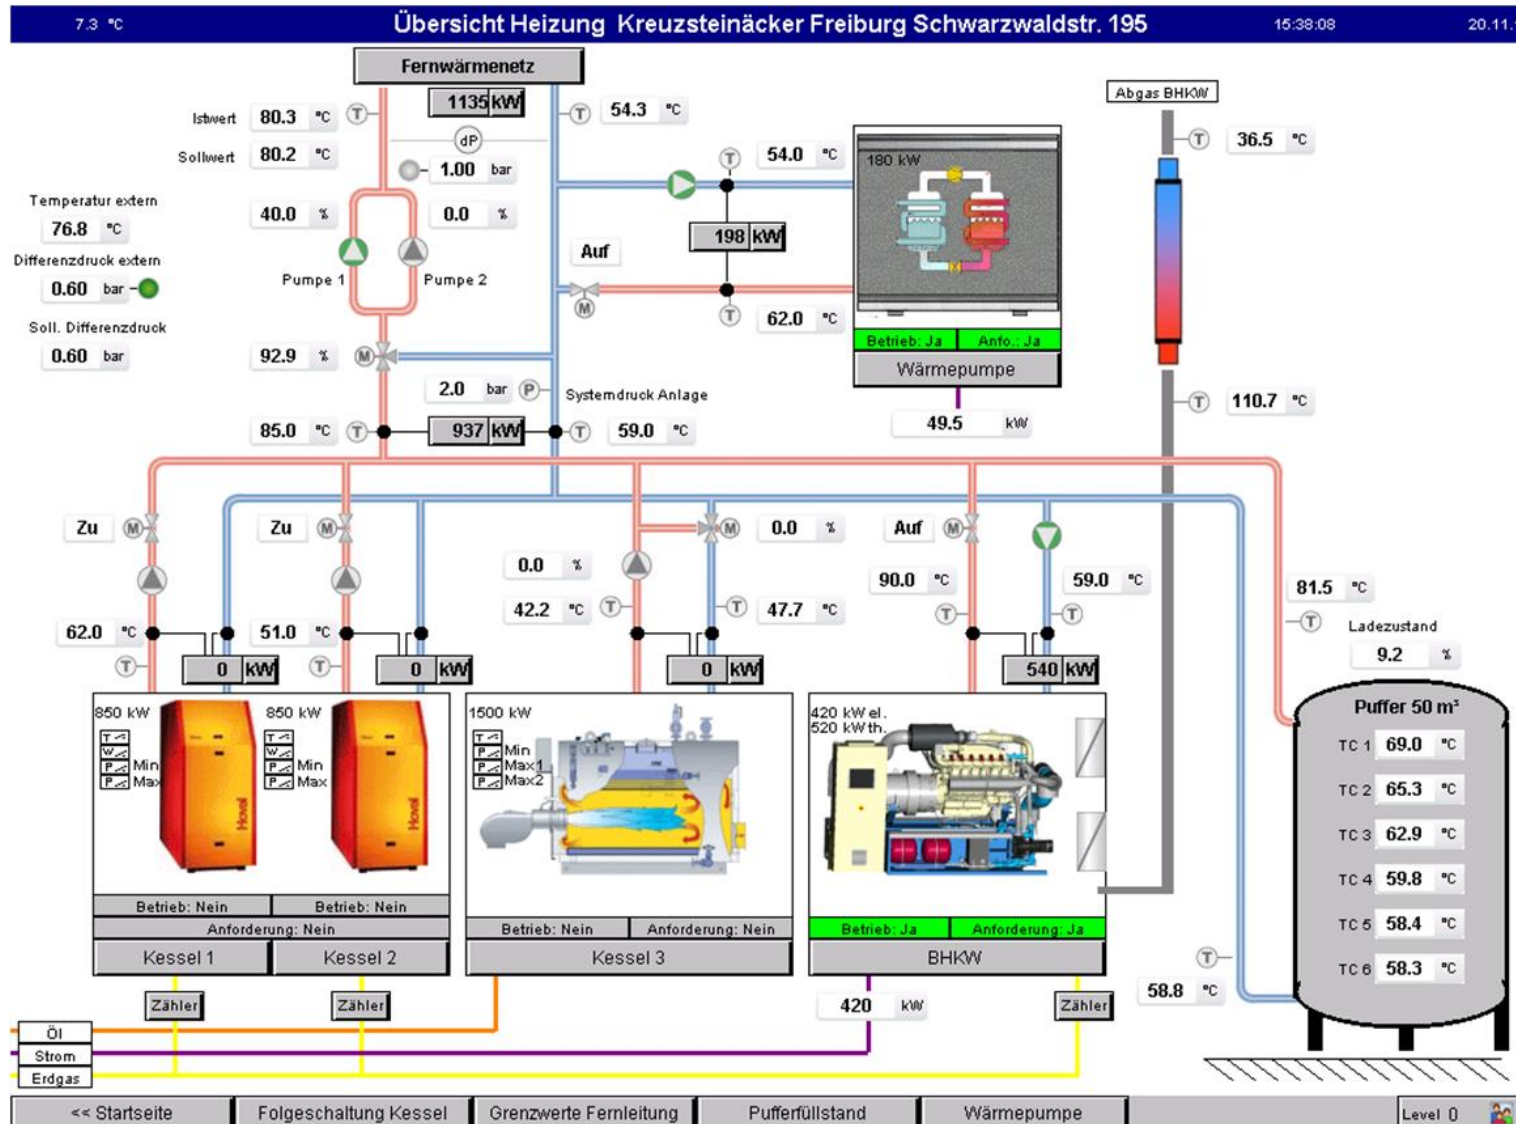 7.3 °C Übersicht Heizung Kreuzsteinäcker Freiburg Schwarzwaldstr. 195 15:38:08 20.11.
Fernwärmenetz
1135 kW
Istwert 80.3 °C T
T 54.3 °C
dP
Sollwert 80.2 °C
1.00 bar
40.0 %
0.0 %
Pumpe 1
Pumpe 2
Temperatur extern
76.8 °C
Differenzdruck extern
0.60 bar
Soll. Differenzdruck
0.60 bar
92.9 % M
2.0 bar P
Systemdruck Anlage
85.0 °C T
937 kW
T 59.0 °C
T 54.0 °C
198 kW
Auf
M
T 62.0 °C
180 kW
Betrieb: Ja Anfo.: Ja
Wärmepumpe
49.5 kW
Abgas BHKW
T 36.5 °C
T 110.7 °C
Zu M
Zu M
M 0.0 %
Auf M
0.0 %
42.2 °C T
T 47.7 °C
90.0 °C
T
59.0 °C
T
62.0 °C
T
51.0 °C
T
0 kW
0 kW
0 kW
540 kW
81.5 °C
T
Ladezustand
9.2 %
850 kW
T
W
P Min
P Max
Hoval
850 kW
T
W
P Min
P Max
Hoval
Betrieb: Nein Betrieb: Nein
Anforderung: Nein
Kessel 1 Kessel 2
1500 kW
T
P Min
P Max1
P Max2
Betrieb: Nein Anforderung: Nein
Kessel 3
420 kW el.
520 kW th.
Betrieb: Ja Anforderung: Ja
BHKW
Puffer 50 m³
TC 1 69.0 °C
TC 2 65.3 °C
TC 3 62.9 °C
TC 4 59.8 °C
TC 5 58.4 °C
TC 6 58.3 °C
T
58.8 °C
Zähler
Zähler
420 kW
Zähler
Öl
Strom
Erdgas
<< Startseite Folgeschaltung Kessel Grenzwerte Fernleitung Pufferfüllstand Wärmepumpe Level 0